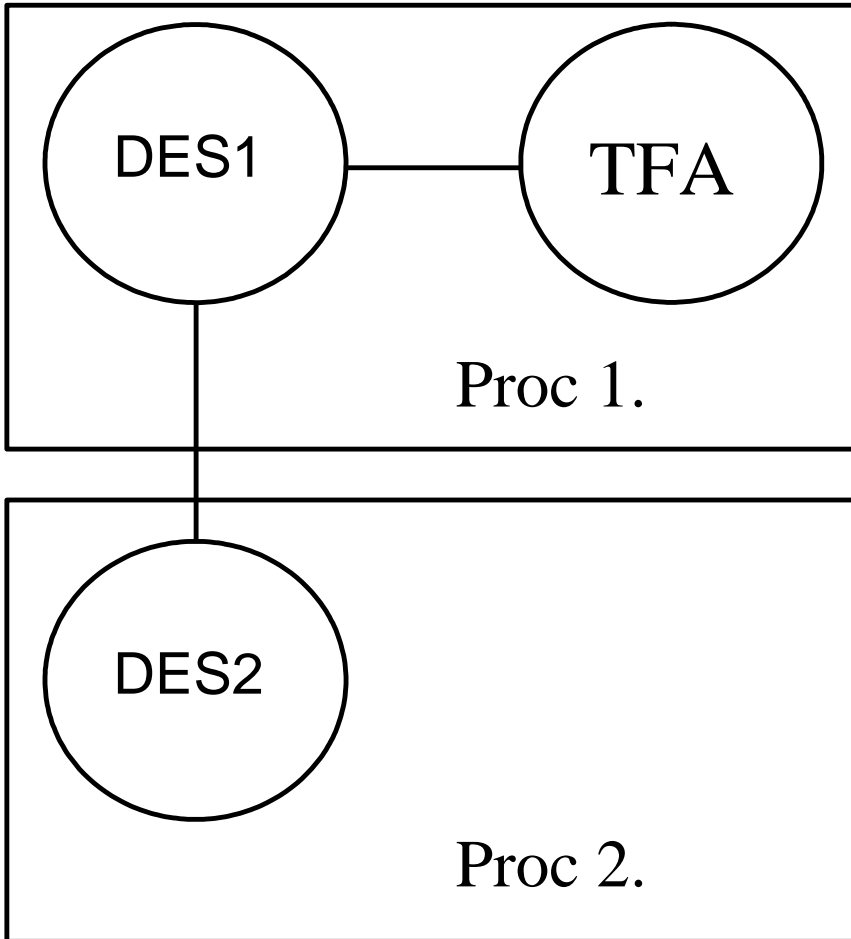 DES1
TFA
Proc 1.
DES2
Proc 2.